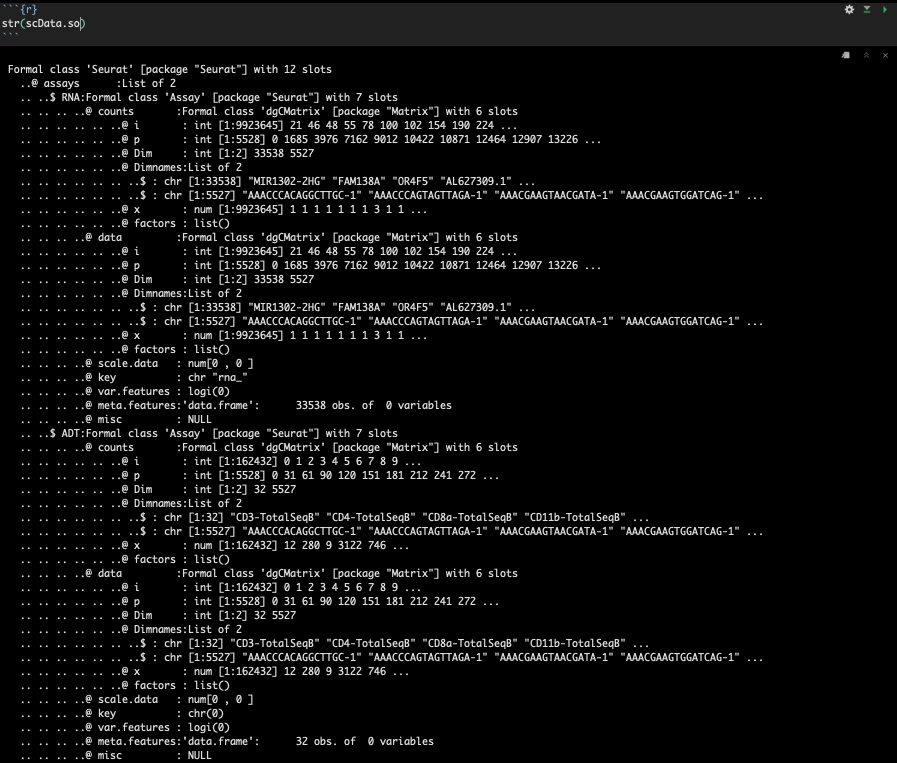 ```{r}
str(scData.so)
```
Formal class 'Seurat' [package "Seurat"] with 12 slots
  ..@ assays      :List of 2
  .. ..$ RNA:Formal class 'Assay' [package "Seurat"] with 7 slots
  .. .. .. ..@ counts       :Formal class 'dgCMatrix' [package "Matrix"] with 6 slots
  .. .. .. .. .. ..@ i       : int [1:9923645] 21 46 48 55 78 100 102 154 190 224 ...
  .. .. .. .. .. ..@ p       : int [1:5528] 0 1685 3976 7162 9012 10422 10871 12464 12907 13226 ...
  .. .. .. .. .. ..@ Dim     : int [1:2] 33538 5527
  .. .. .. .. .. ..@ Dimnames:List of 2
  .. .. .. .. .. .. ..$ : chr [1:33538] "MIR1302-2HG" "FAM138A" "OR4F5" "AL627309.1" ...
  .. .. .. .. .. .. ..$ : chr [1:5527] "AAACCCACAGGCTTGC-1" "AAACCCAGTAGTTAGA-1" "AAACGAAGTAACGATA-1" "AAACGAAGTGGATCAG-1" ...
  .. .. .. .. .. ..@ x       : num [1:9923645] 1 1 1 1 1 1 1 3 1 1 ...
  .. .. .. .. .. ..@ factors : list()
  .. .. .. ..@ data         :Formal class 'dgCMatrix' [package "Matrix"] with 6 slots
  .. .. .. .. .. ..@ i       : int [1:9923645] 21 46 48 55 78 100 102 154 190 224 ...
  .. .. .. .. .. ..@ p       : int [1:5528] 0 1685 3976 7162 9012 10422 10871 12464 12907 13226 ...
  .. .. .. .. .. ..@ Dim     : int [1:2] 33538 5527
  .. .. .. .. .. ..@ Dimnames:List of 2
  .. .. .. .. .. .. ..$ : chr [1:33538] "MIR1302-2HG" "FAM138A" "OR4F5" "AL627309.1" ...
  .. .. .. .. .. .. ..$ : chr [1:5527] "AAACCCACAGGCTTGC-1" "AAACCCAGTAGTTAGA-1" "AAACGAAGTAACGATA-1" "AAACGAAGTGGATCAG-1" ...
  .. .. .. .. .. ..@ x       : num [1:9923645] 1 1 1 1 1 1 1 3 1 1 ...
  .. .. .. .. .. ..@ factors : list()
  .. .. .. ..@ scale.data   : num[0 , 0 ]
  .. .. .. ..@ key          : chr "rna_"
  .. .. .. ..@ var.features : logi(0)
  .. .. .. ..@ meta.features:'data.frame':      33538 obs. of  0 variables
  .. .. .. ..@ misc         : NULL
  .. ..$ ADT:Formal class 'Assay' [package "Seurat"] with 7 slots
  .. .. .. ..@ counts       :Formal class 'dgCMatrix' [package "Matrix"] with 6 slots
  .. .. .. .. .. ..@ i       : int [1:162432] 0 1 2 3 4 5 6 7 8 9 ...
  .. .. .. .. .. ..@ p       : int [1:5528] 0 31 61 90 120 151 181 212 241 272 ...
  .. .. .. .. .. ..@ Dim     : int [1:2] 32 5527
  .. .. .. .. .. ..@ Dimnames:List of 2
  .. .. .. .. .. .. ..$ : chr [1:32] "CD3-TotalSeqB" "CD4-TotalSeqB" "CD8a-TotalSeqB" "CD11b-TotalSeqB" ...
  .. .. .. .. .. .. ..$ : chr [1:5527] "AAACCCACAGGCTTGC-1" "AAACCCAGTAGTTAGA-1" "AAACGAAGTAACGATA-1" "AAACGAAGTGGATCAG-1" ...
  .. .. .. .. .. ..@ x       : num [1:162432] 12 280 9 3122 746 ...
  .. .. .. .. .. ..@ factors : list()
  .. .. .. ..@ data         :Formal class 'dgCMatrix' [package "Matrix"] with 6 slots
  .. .. .. .. .. ..@ i       : int [1:162432] 0 1 2 3 4 5 6 7 8 9 ...
  .. .. .. .. .. ..@ p       : int [1:5528] 0 31 61 90 120 151 181 212 241 272 ...
  .. .. .. .. .. ..@ Dim     : int [1:2] 32 5527
  .. .. .. .. .. ..@ Dimnames:List of 2
  .. .. .. .. .. .. ..$ : chr [1:32] "CD3-TotalSeqB" "CD4-TotalSeqB" "CD8a-TotalSeqB" "CD11b-TotalSeqB" ...
  .. .. .. .. .. .. ..$ : chr [1:5527] "AAACCCACAGGCTTGC-1" "AAACCCAGTAGTTAGA-1" "AAACGAAGTAACGATA-1" "AAACGAAGTGGATCAG-1" ...
  .. .. .. .. .. ..@ x       : num [1:162432] 12 280 9 3122 746 ...
  .. .. .. .. .. ..@ factors : list()
  .. .. .. ..@ scale.data   : num[0 , 0 ]
  .. .. .. ..@ key          : chr(0)
  .. .. .. ..@ var.features : logi(0)
  .. .. .. ..@ meta.features:'data.frame':      32 obs. of  0 variables
  .. .. .. ..@ misc         : NULL